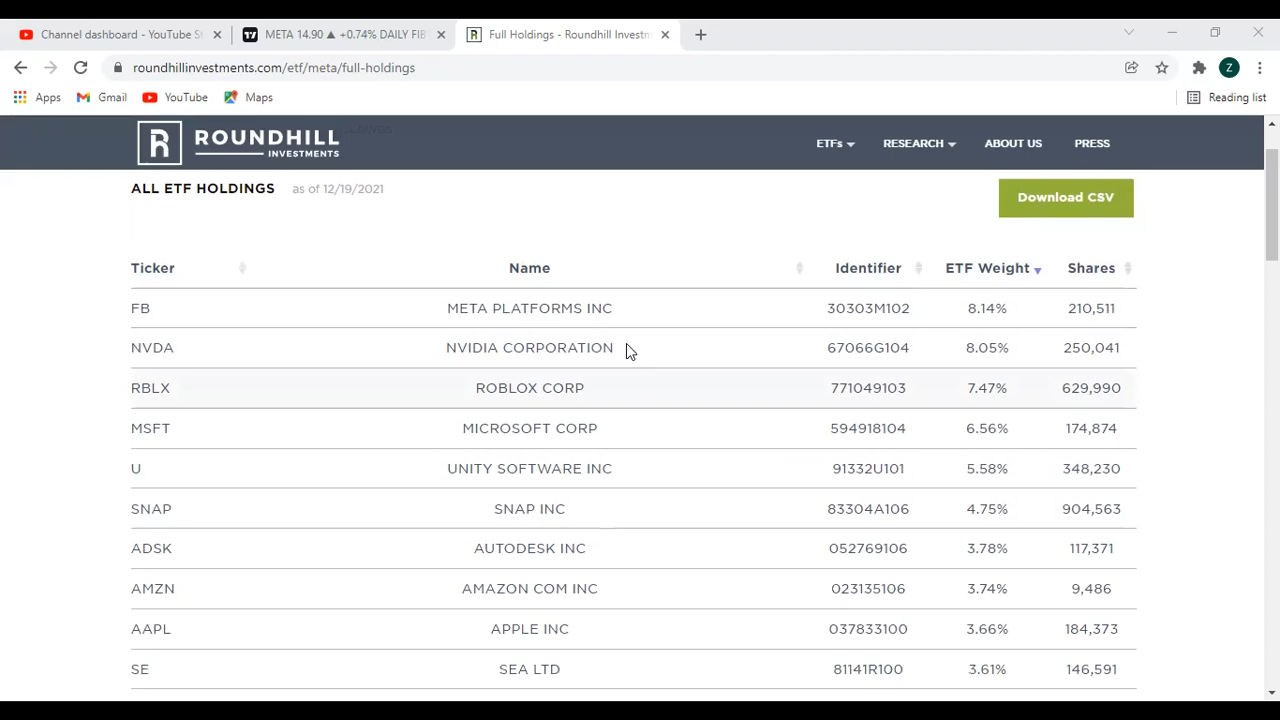 Channel dashboard - YouTube S
META 14.90 ▲ +0.74% DAILY FIB
Full Holdings - Roundhill Investm
roundhillinvestments.com/etf/meta/full-holdings
Z
Apps
Gmail
YouTube
Maps
Reading list
R ROUNDHILL
INVESTMENTS
ETFs
RESEARCH
ABOUT US
PRESS
ALL ETF HOLDINGS as of 12/19/2021
Download CSV
Ticker Name Identifier ETF Weight Shares
FB META PLATFORMS INC 30303M102 8.14% 210,511
NVDA NVIDIA CORPORATION 67066G104 8.05% 250,041
RBLX ROBLOX CORP 771049103 7.47% 629,990
MSFT MICROSOFT CORP 594918104 6.56% 174,874
U UNITY SOFTWARE INC 91332U101 5.58% 348,230
SNAP SNAP INC 83304A106 4.75% 904,563
ADSK AUTODESK INC 052769106 3.78% 117,371
AMZN AMAZON COM INC 023135106 3.74% 9,486
AAPL APPLE INC 037833100 3.66% 184,373
SE SEA LTD 81141R100 3.61% 146,591